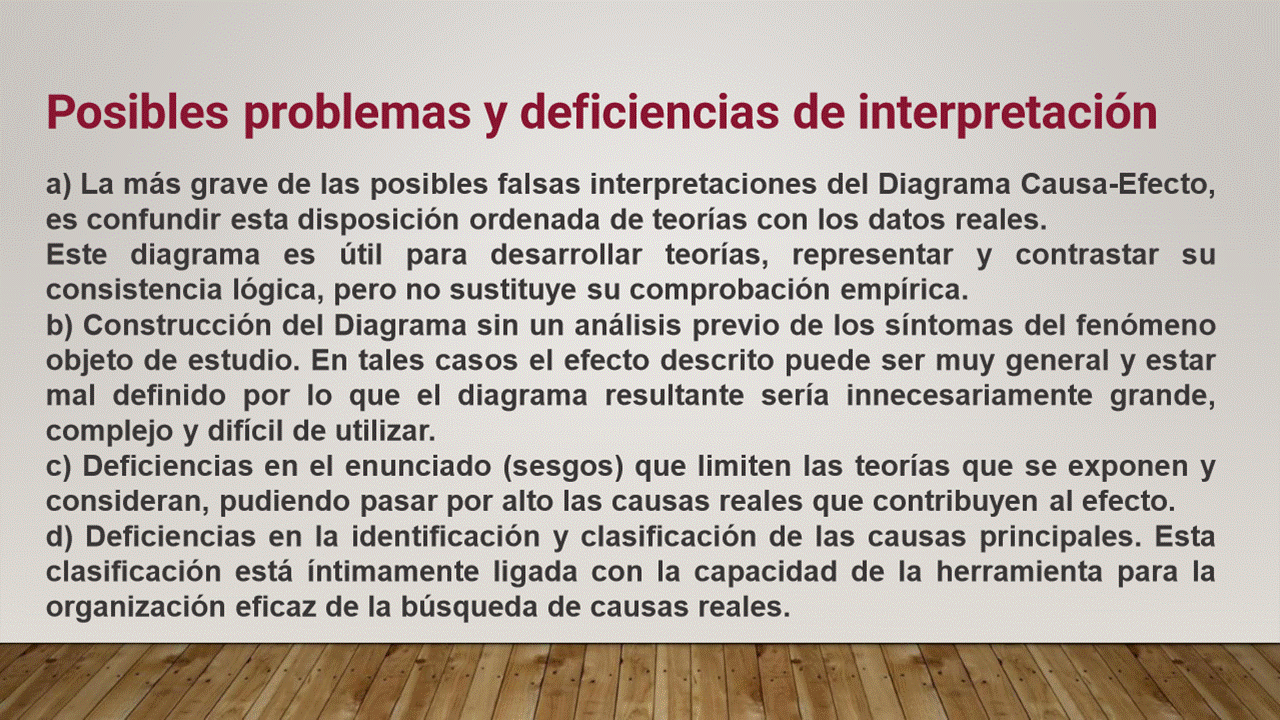 Posibles problemas y deficiencias de interpretación
a) La más grave de las posibles falsas interpretaciones del Diagrama Causa-Efecto,
es confundir esta disposición ordenada de teorías con los datos reales.
Este diagrama es útil para desarrollar teorías, representar y contrastar su
consistencia lógica, pero no sustituye su comprobación empírica.
b) Construcción del Diagrama sin un análisis previo de los síntomas del fenómeno
objeto de estudio. En tales casos el efecto descrito puede ser muy general y estar
mal definido por lo que el diagrama resultante sería innecesariamente grande,
complejo y difícil de utilizar.
c) Deficiencias en el enunciado (sesgos) que limiten las teorías que se exponen y
consideran, pudiendo pasar por alto las causas reales que contribuyen al efecto.
d) Deficiencias en la identificación y clasificación de las causas principales. Esta
clasificación está íntimamente ligada con la capacidad de la herramienta para la
organización eficaz de la búsqueda de causas reales.